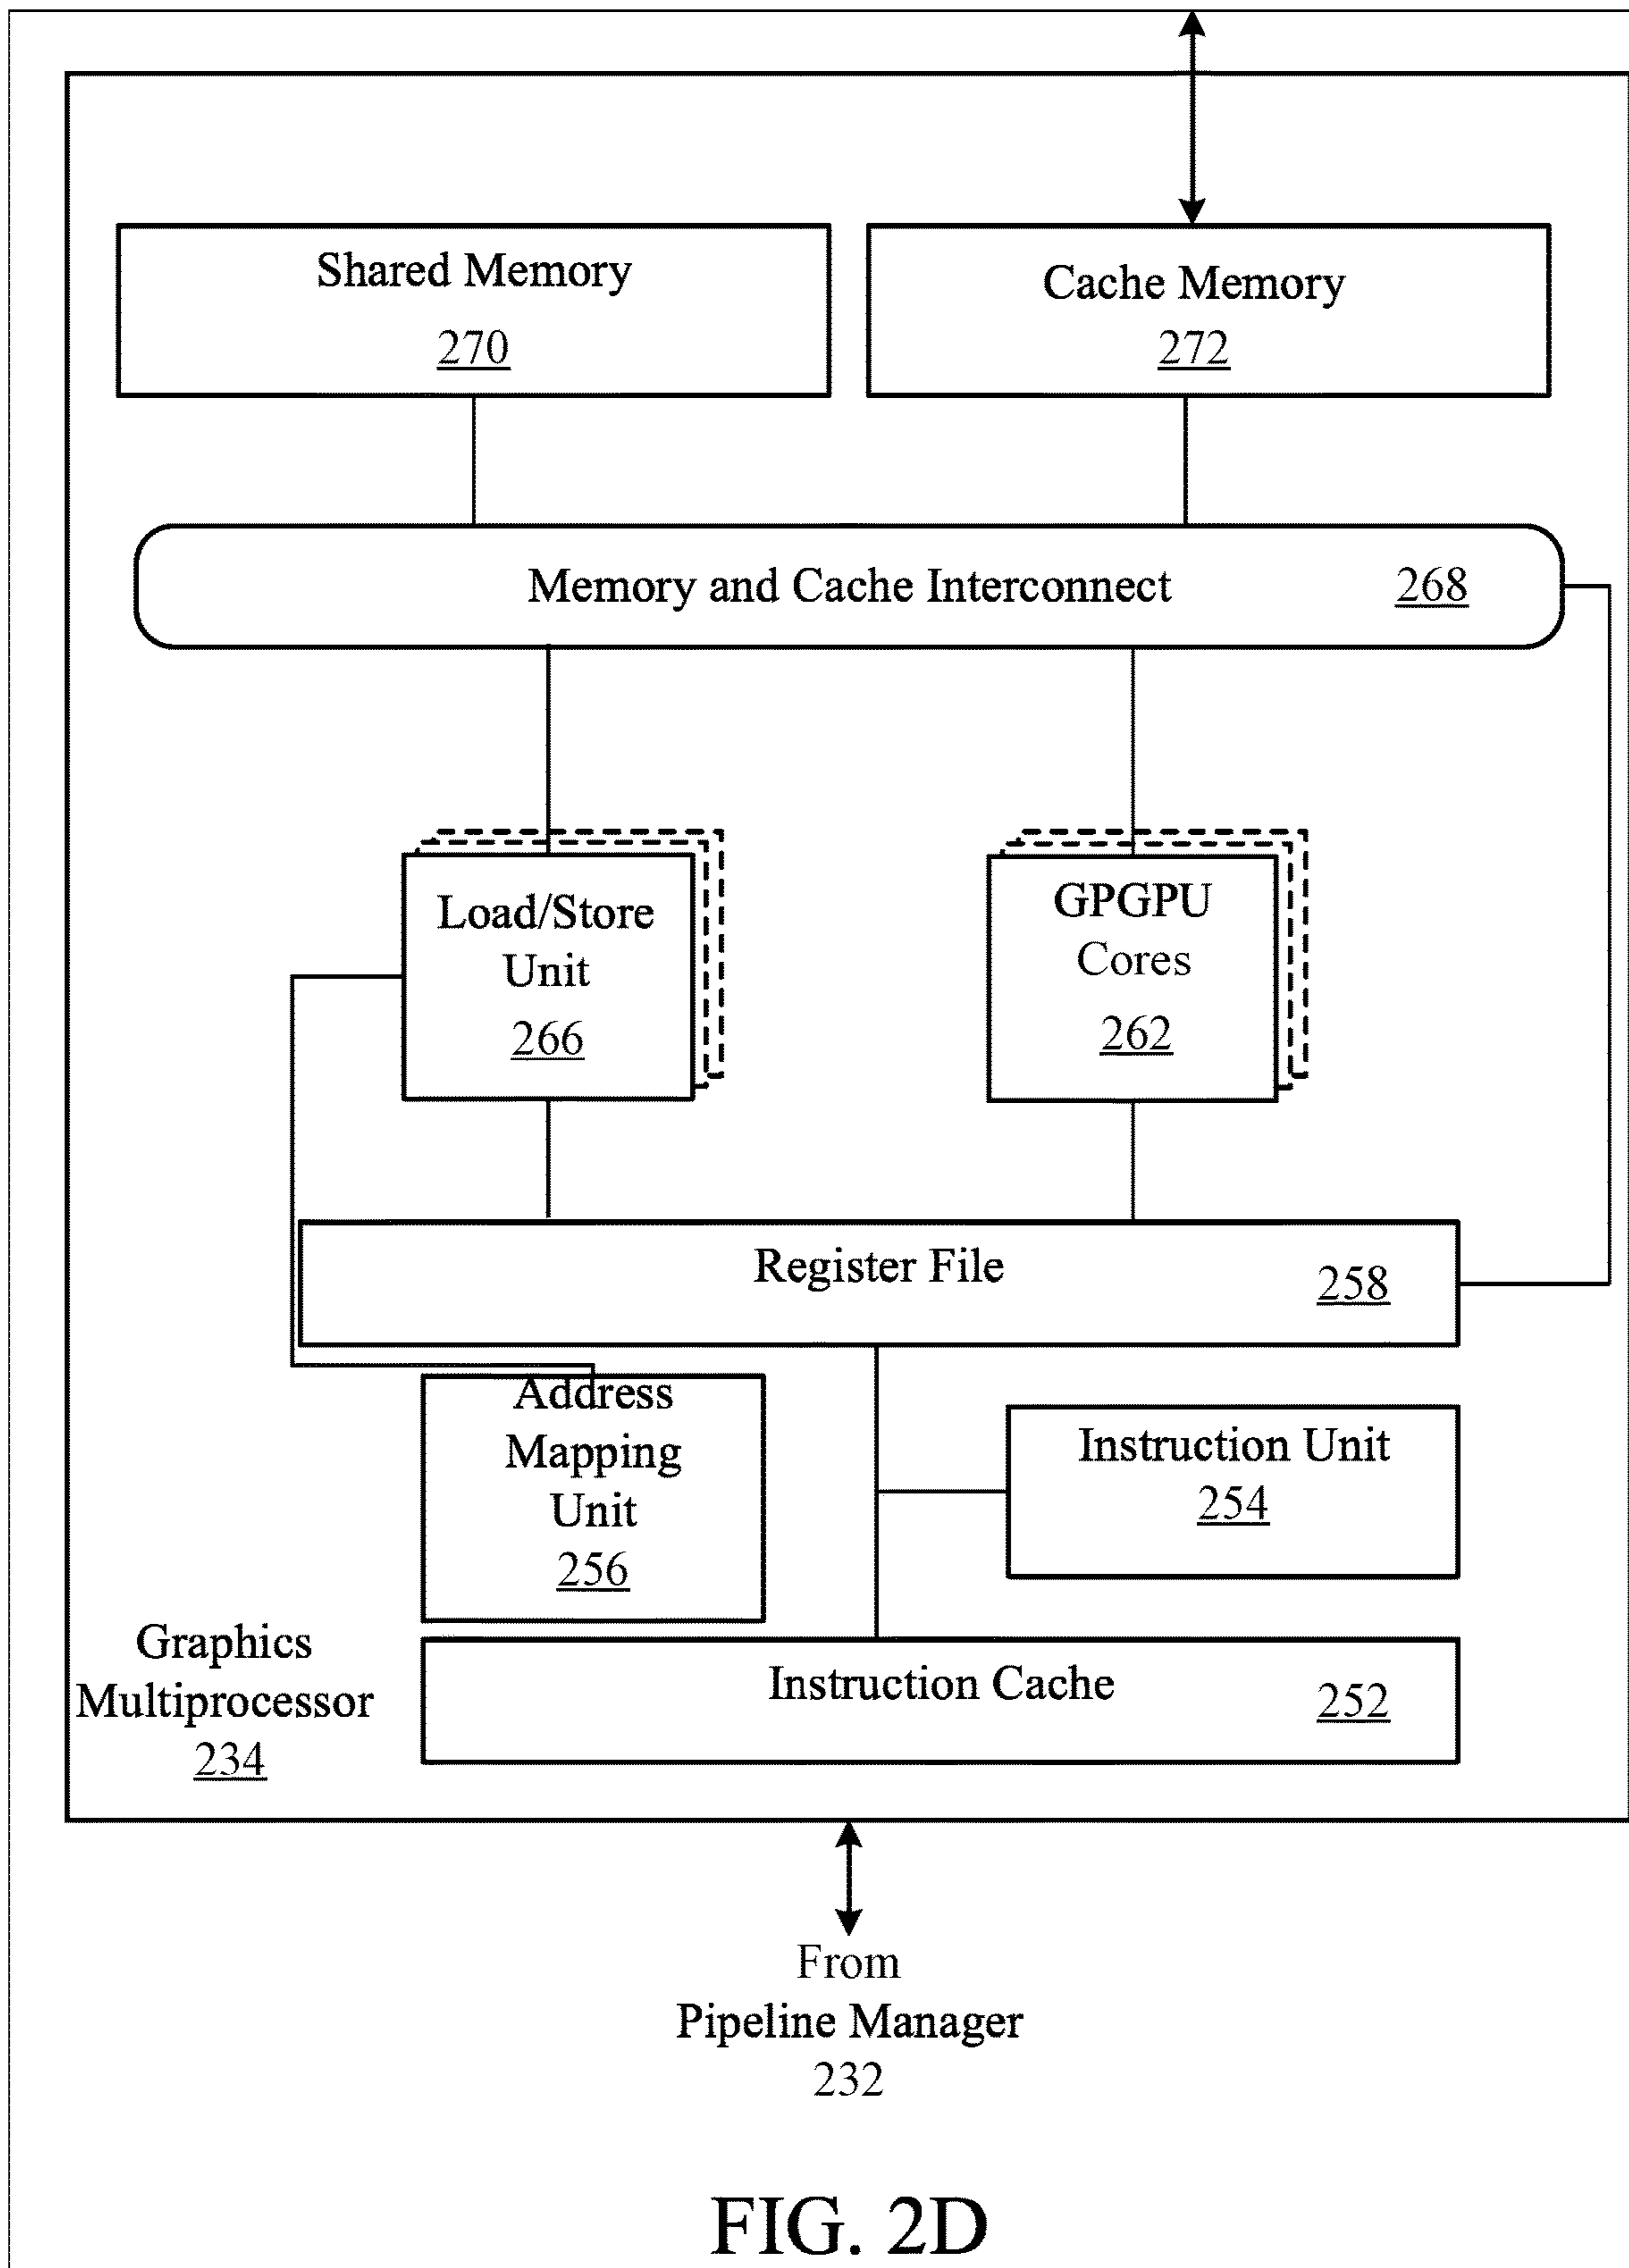 Shared Memory
270
Cache Memory
272
Memory and Cache Interconnect 268
Load/Store
Unit
266
GPGPU
Cores
262
Register File 258
Address
Mapping
Unit
256
Instruction Unit
254
Graphics
Multiprocessor
234
Instruction Cache 252
From
Pipeline Manager
232
FIG. 2D